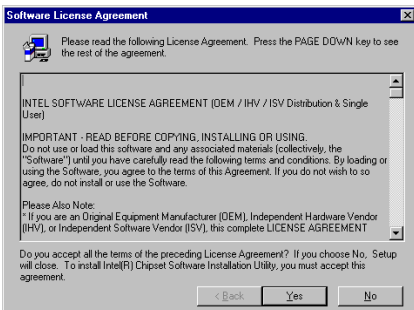 Software License Agreement
Please read the following License Agreement. Press the PAGE DOWN key to see
the rest of the agreement.
INTEL SOFTWARE LICENSE AGREEMENT (OEM / IHV / ISV Distribution & Single
User)
IMPORTANT - READ BEFORE COPYING, INSTALLING OR USING.
Do not use or load this software and any associated materials (collectively, the
"Software") until you have carefully read the following terms and conditions. By loading or
using the Software, you agree to the terms of this Agreement. If you do not wish to so
agree, do not install or use the Software.
Please Also Note:
* If you are an Original Equipment Manufacturer (OEM), Independent Hardware Vendor
(IHV), or Independent Software Vendor (ISV), this complete LICENSE AGREEMENT
Do you accept all the terms of the preceding License Agreement? If you choose No, Setup
will close. To install Intel(R) Chipset Software Installation Utility, you must accept this
agreement.
< Back Yes No